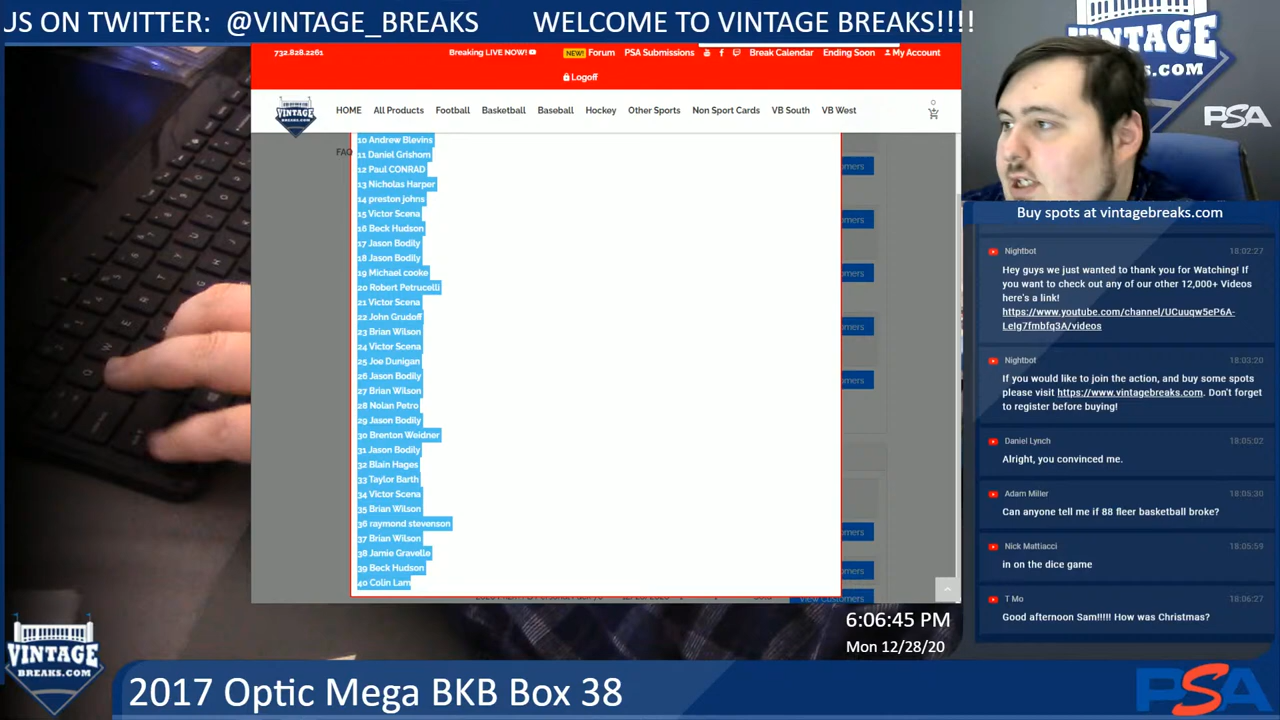 JS ON TWITTER: @VINTAGE_BREAKS WELCOME TO VINTAGE BREAKS!!!!
732.828.2261
Breaking LIVE NOW!
NEW! Forum PSA Submissions Break Calendar Ending Soon My Account
Logoff
VINTAGE
BREAKS.COM
HOME All Products Football Basketball Baseball Hockey Other Sports Non Sport Cards VB South VB West
0
FAQ
10 Andrew Blevins
11 Daniel Grishom
12 Paul CONRAD
13 Nicholas Harper
14 preston johns
15 Victor Scena
16 Beck Hudson
17 Jason Bodily
18 Jason Bodily
19 Michael cooke
20 Robert Petrucelli
21 Victor Scena
22 John Grudoff
23 Brian Wilson
24 Victor Scena
25 Joe Dunigan
26 Jason Bodily
27 Brian Wilson
28 Nolan Petro
29 Jason Bodily
30 Brenton Weidner
31 Jason Bodily
32 Blain Hages
33 Taylor Barth
34 Victor Scena
35 Brian Wilson
36 raymond stevenson
37 Brian Wilson
38 Jamie Gravelle
39 Beck Hudson
40 Colin Lam
View Customers
PSA
Buy spots at vintagebreaks.com
Nightbot 18:02:27
Hey guys we just wanted to thank you for Watching! If
you want to check out any of our other 12,000+ Videos
here's a link!
https://www.youtube.com/channel/UCuuqw5eP6A-
LeIg7fmbfq3A/videos
Nightbot 18:03:20
If you would like to join the action, and buy some spots
please visit https://www.vintagebreaks.com. Don't forget
to register before buying!
Daniel Lynch 18:05:02
Alright, you convinced me.
Adam Miller 18:05:30
Can anyone tell me if 88 fleer basketball broke?
Nick Mattiacci 18:05:59
in on the dice game
T Mo 18:06:27
Good afternoon Sam!!!!! How was Christmas?
6:06:45 PM
Mon 12/28/20
VINTAGE
BREAKS.COM
2017 Optic Mega BKB Box 38
PSA